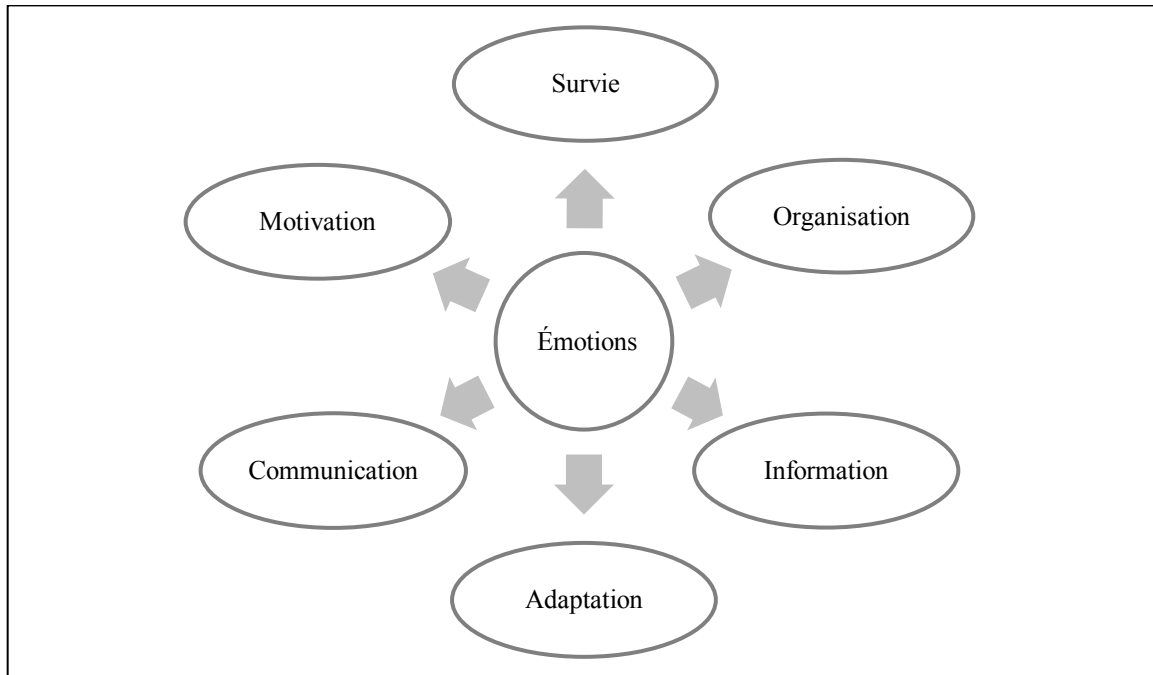 Survie
Motivation
Organisation
Émotions
Communication
Information
Adaptation